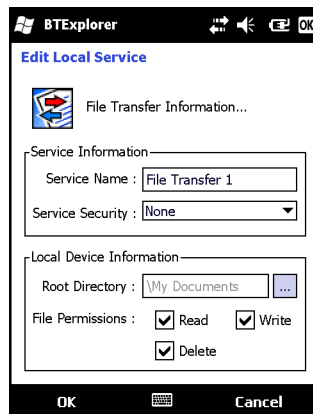 BTExplorer OK
Edit Local Service
File Transfer Information...
Service Information
Service Name : File Transfer 1
Service Security : None
Local Device Information
Root Directory : \My Documents ...
File Permissions : Read Write
Delete
OK Cancel